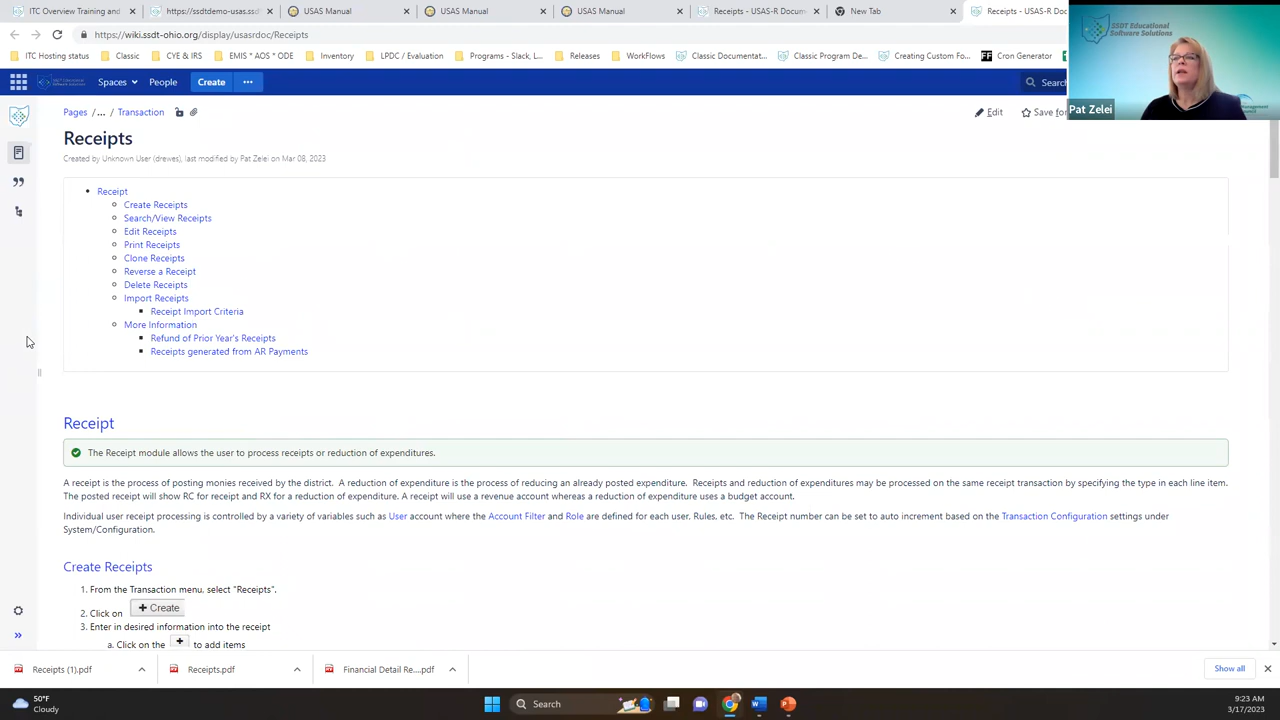 ITC Overview Training and
https://ssdtdemo-usas.ssd
USAS Manual
USAS Manual
USAS Manual
Receipts - USAS-R Docum
New Tab
Receipts - USAS-R Do
https://wiki.ssdt-ohio.org/display/usasrdoc/Receipts
ITC Hosting status
Classic
CYE & IRS
EMIS * AOS * ODE
Inventory
LPDC / Evaluation
Programs - Slack, L...
Releases
WorkFlows
Classic Documentat...
Classic Program De...
Creating Custom Fo...
Cron Generator
Spaces
People
Create
Search
SSDT Educational
Software Solutions
Pat Zelei
Pages /... / Transaction
Edit
Save fo
Receipts
Created by Unknown User (drewes), last modified by Pat Zelei on Mar 08, 2023
• Receipt
Create Receipts
Search/View Receipts
Edit Receipts
Print Receipts
Clone Receipts
Reverse a Receipt
Delete Receipts
Import Receipts
Receipt Import Criteria
More Information
Refund of Prior Year's Receipts
Receipts generated from AR Payments
Receipt
The Receipt module allows the user to process receipts or reduction of expenditures.
A receipt is the process of posting monies received by the district. A reduction of expenditure is the process of reducing an already posted expenditure. Receipts and reduction of expenditures may be processed on the same receipt transaction by specifying the type in each line item.
The posted receipt will show RC for receipt and RX for a reduction of expenditure. A receipt will use a revenue account whereas a reduction of expenditure uses a budget account.
Individual user receipt processing is controlled by a variety of variables such as User account where the Account Filter and Role are defined for each user, Rules, etc. The Receipt number can be set to auto increment based on the Transaction Configuration settings under
System/Configuration.
Create Receipts
1. From the Transaction menu, select "Receipts".
2. Click on + Create
3. Enter in desired information into the receipt
a. Click on the + to add items
Receipts (1).pdf
Receipts.pdf
Financial Detail Re....pdf
Show all
50°F
Cloudy
Search
9:23 AM
3/17/2023